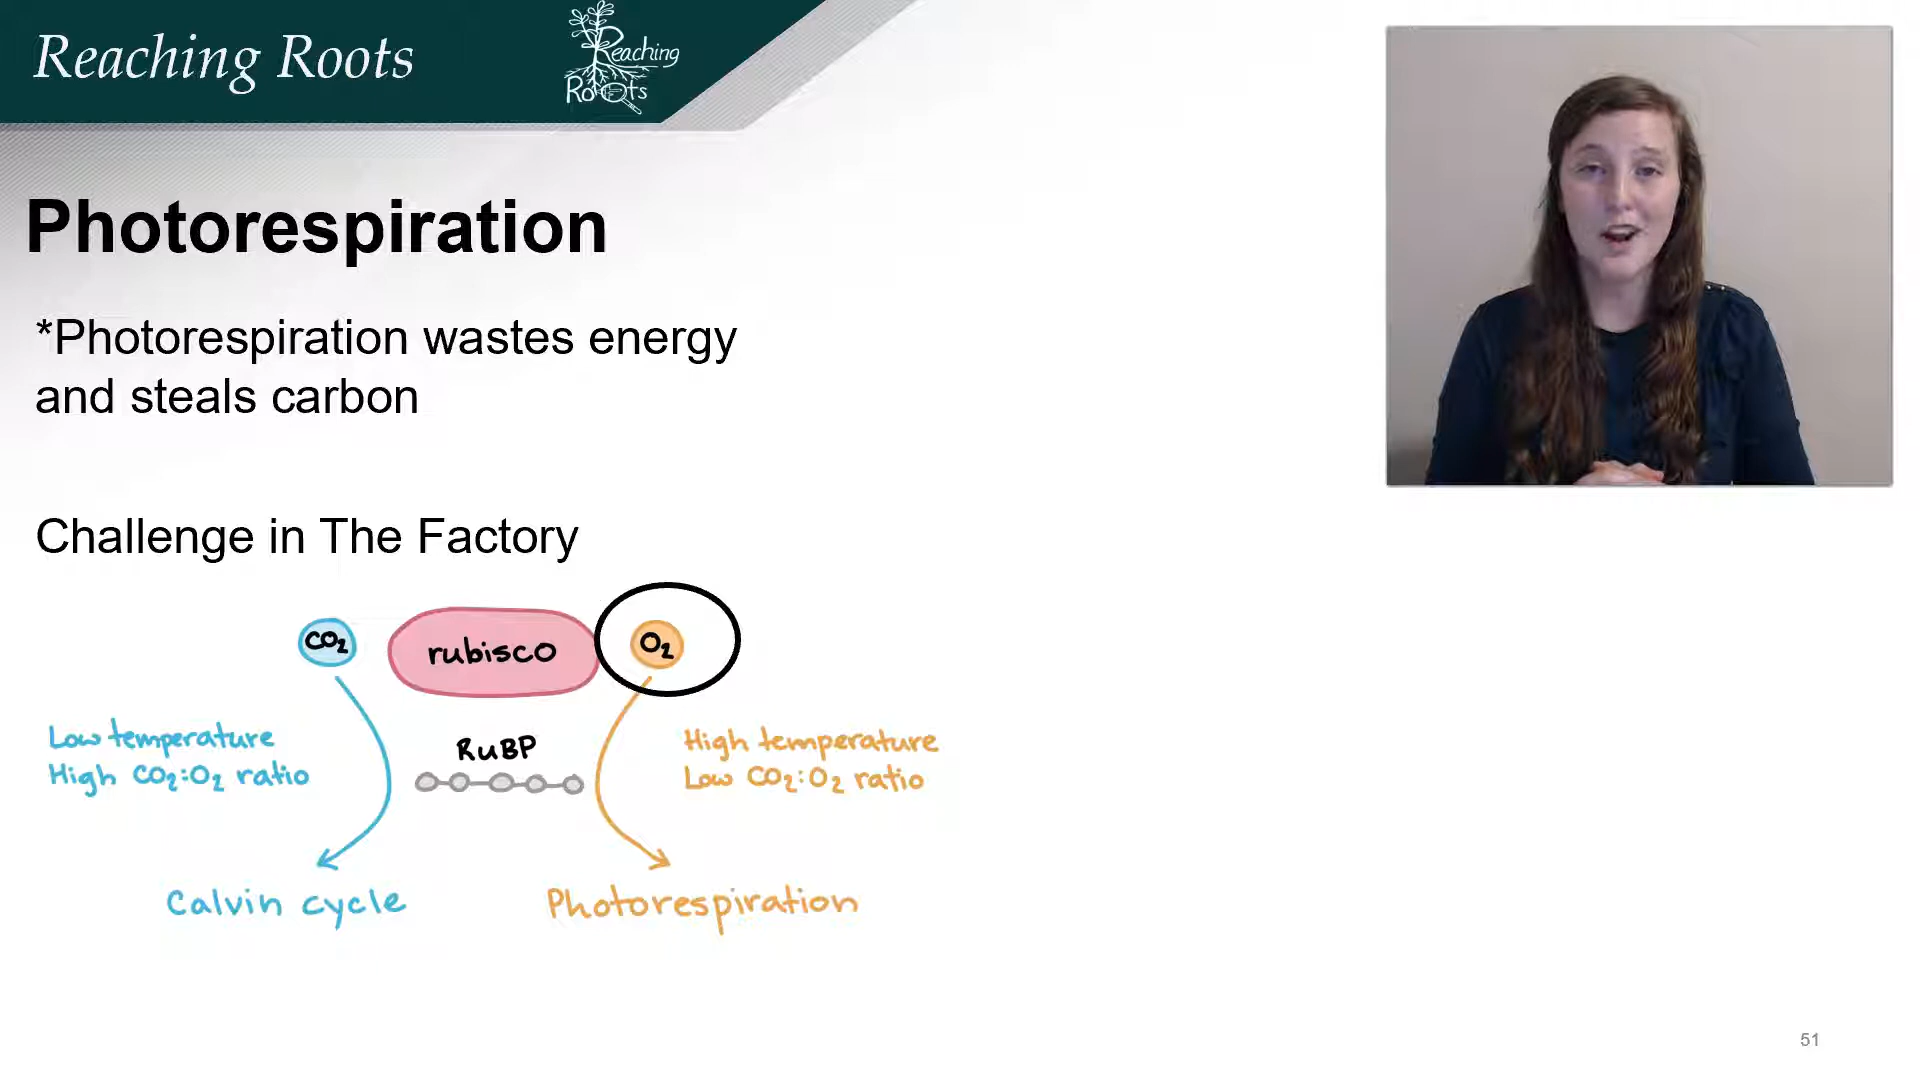 Reaching Roots
Reaching
Roots
Photorespiration
*Photorespiration wastes energy
and steals carbon
Challenge in The Factory
CO₂
rubisco
O₂
Low temperature
High CO₂:O₂ ratio
RuBP
High temperature
Low CO₂:O₂ ratio
Calvin cycle
Photorespiration
51